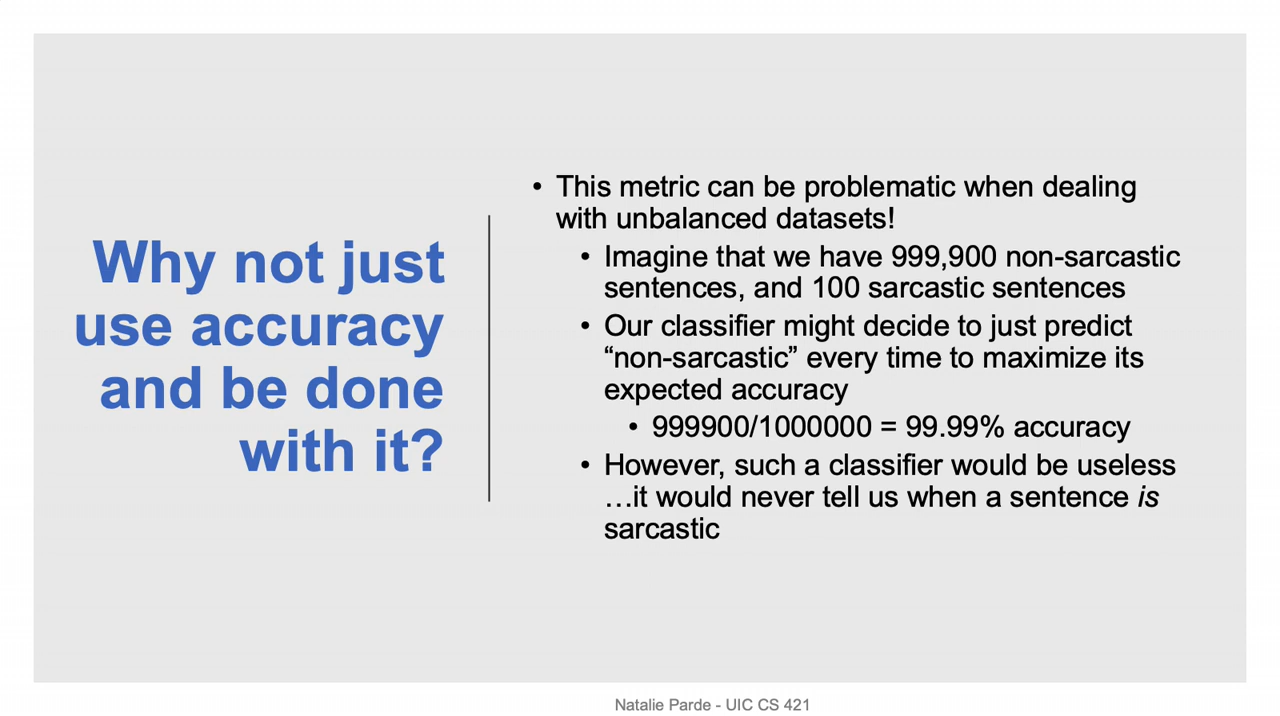 Why not just
use accuracy
and be done
with it?
• This metric can be problematic when dealing
with unbalanced datasets!
• Imagine that we have 999,900 non-sarcastic
sentences, and 100 sarcastic sentences
• Our classifier might decide to just predict
“non-sarcastic” every time to maximize its
expected accuracy
• 999900/1000000 = 99.99% accuracy
• However, such a classifier would be useless
…it would never tell us when a sentence is
sarcastic
Natalie Parde - UIC CS 421